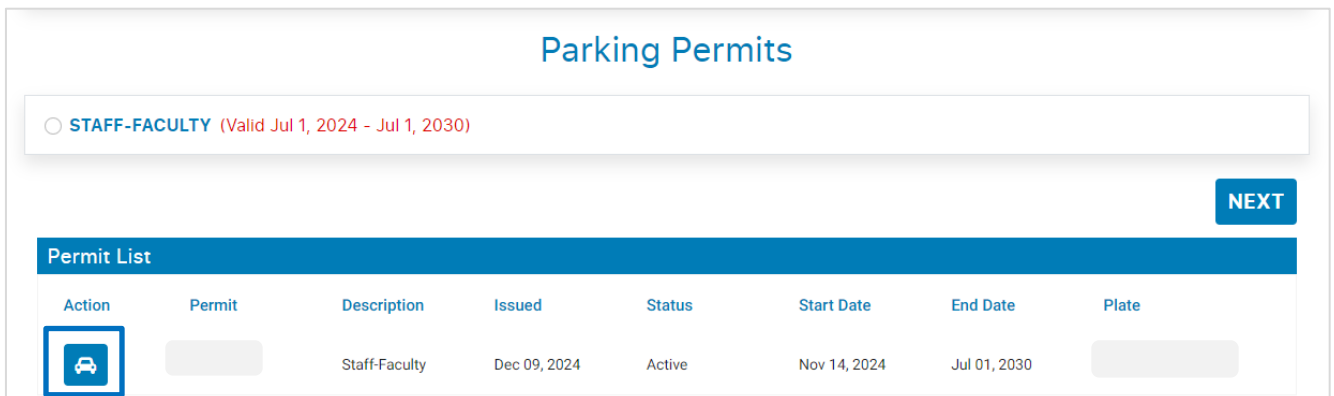 Parking Permits
STAFF-FACULTY (Valid Jul 1, 2024 - Jul 1, 2030)
NEXT
Permit List
Action Permit Description Issued Status Start Date End Date Plate
Staff-Faculty Dec 09, 2024 Active Nov 14, 2024 Jul 01, 2030